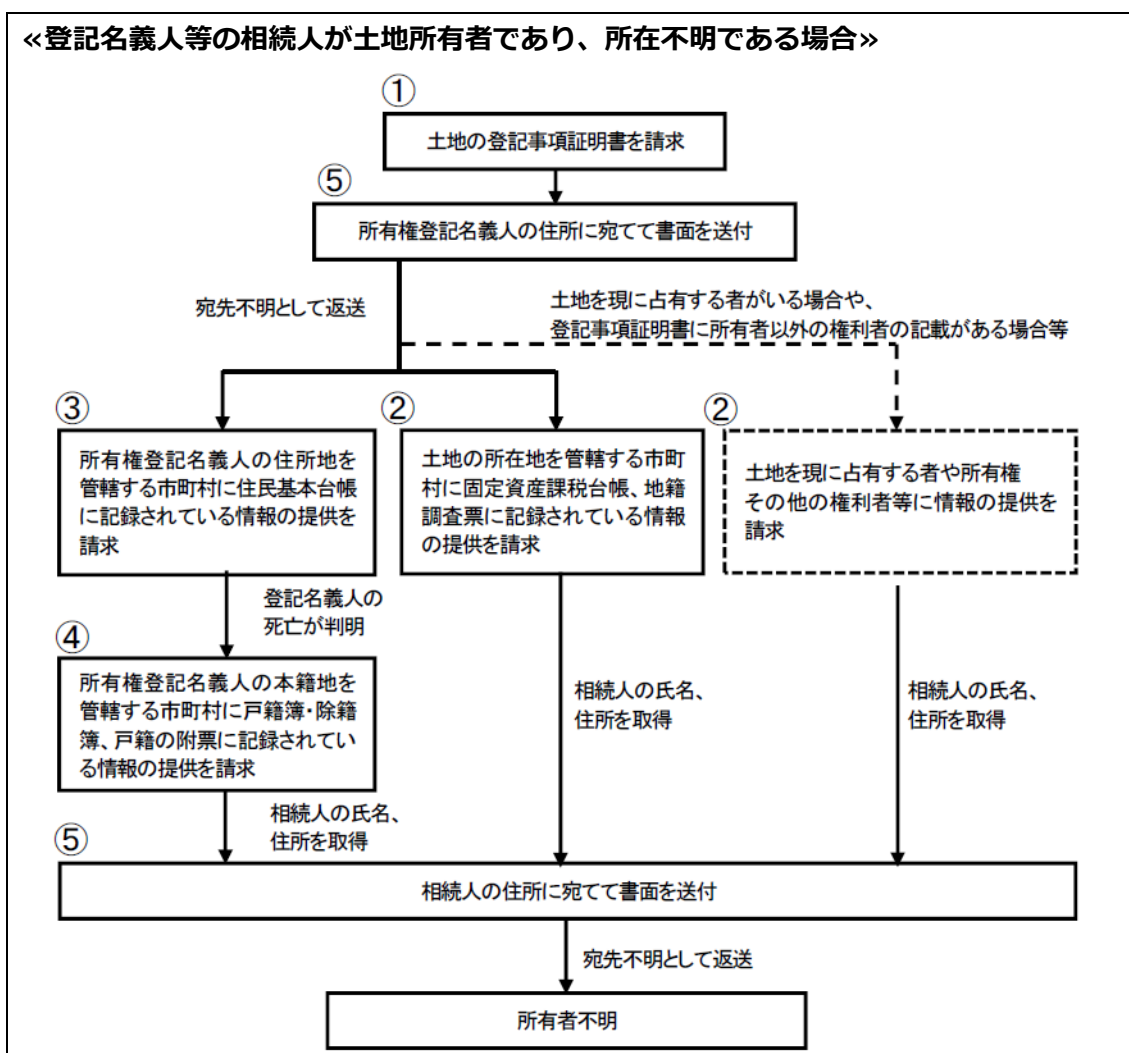 ≪登記名義人等の相続人が土地所有者であり、所在不明である場合≫
①
土地の登記事項証明書を請求
⑤
所有権登記名義人の住所に宛てて書面を送付
宛先不明として返送
土地を現に占有する者がいる場合や、
登記事項証明書に所有者以外の権利者の記載がある場合等
③
所有権登記名義人の住所地を
管轄する市町村に住民基本台帳
に記録されている情報の提供を
請求
②
土地の所在地を管轄する市町
村に固定資産課税台帳、地籍
調査票に記録されている情報
の提供を請求
②
土地を現に占有する者や所有権
その他の権利者等に情報の提供を
請求
登記名義人の
死亡が判明
④
所有権登記名義人の本籍地を
管轄する市町村に戸籍簿・除籍
簿、戸籍の附票に記録されてい
る情報の提供を請求
相続人の氏名、
住所を取得
相続人の氏名、
住所を取得
相続人の氏名、
住所を取得
⑤
相続人の住所に宛てて書面を送付
宛先不明として返送
所有者不明